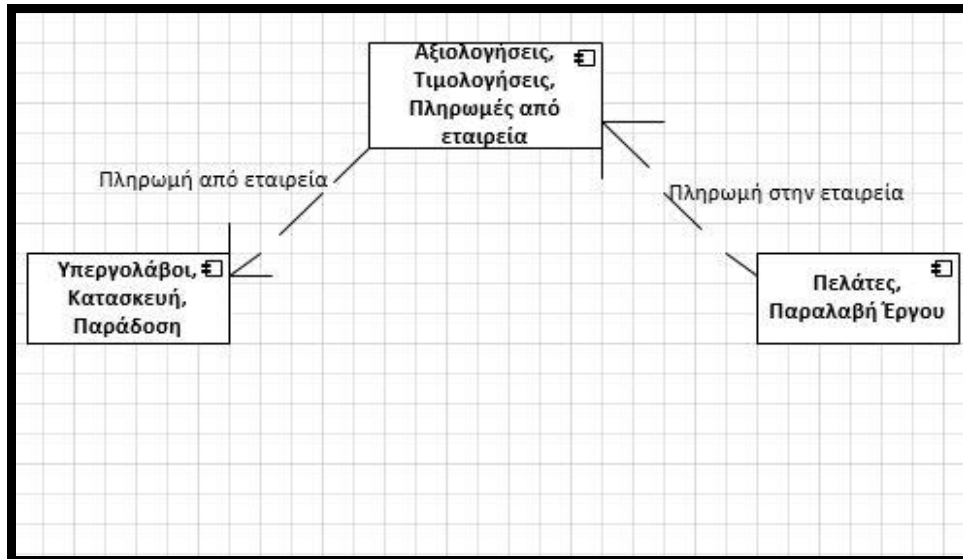 Αξιολογήσεις,
Τιμολογήσεις,
Πληρωμές από
εταιρεία
Πληρωμή από εταιρεία
Πληρωμή στην εταιρεία
Υπεργολάβοι,
Κατασκευή,
Παράδοση
Πελάτες,
Παραλαβή Έργου